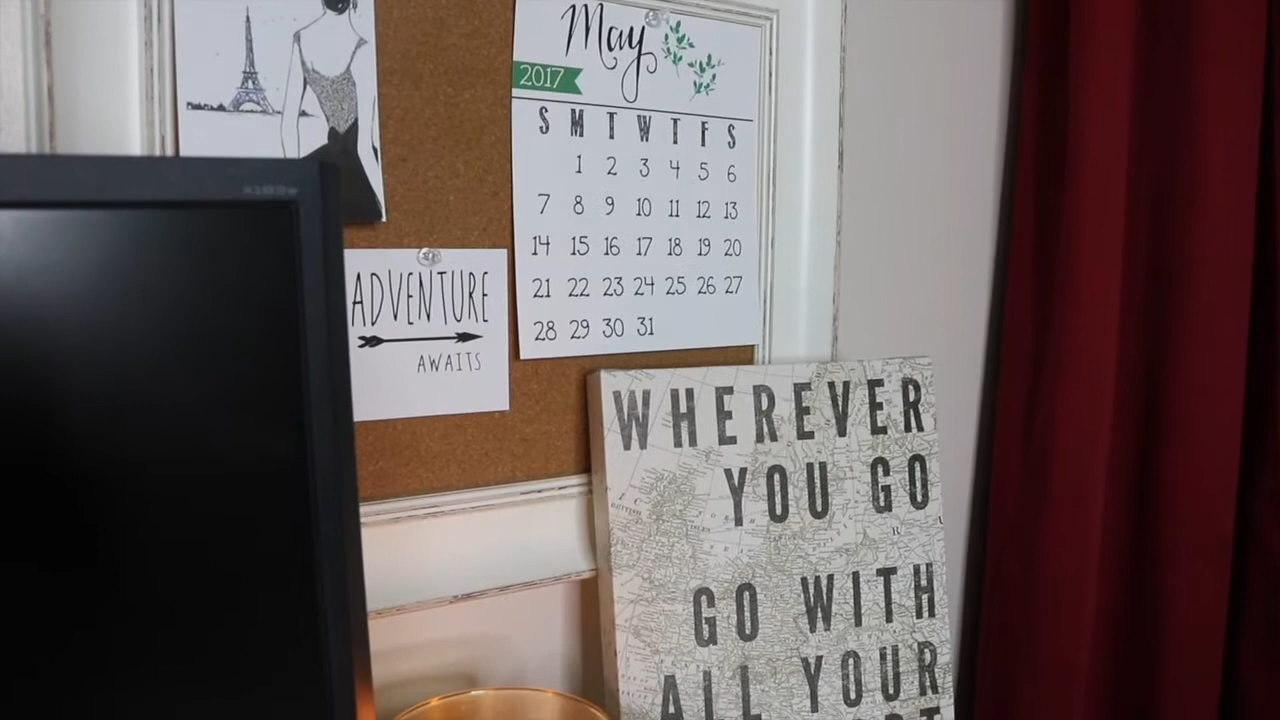 May
2017
S M T W T F S
1 2 3 4 5 6
7 8 9 10 11 12 13
14 15 16 17 18 19 20
21 22 23 24 25 26 27
28 29 30 31
ADVENTURE
AWAITS
WHEREVER
YOU GO
GO WITH
ALL YOUR